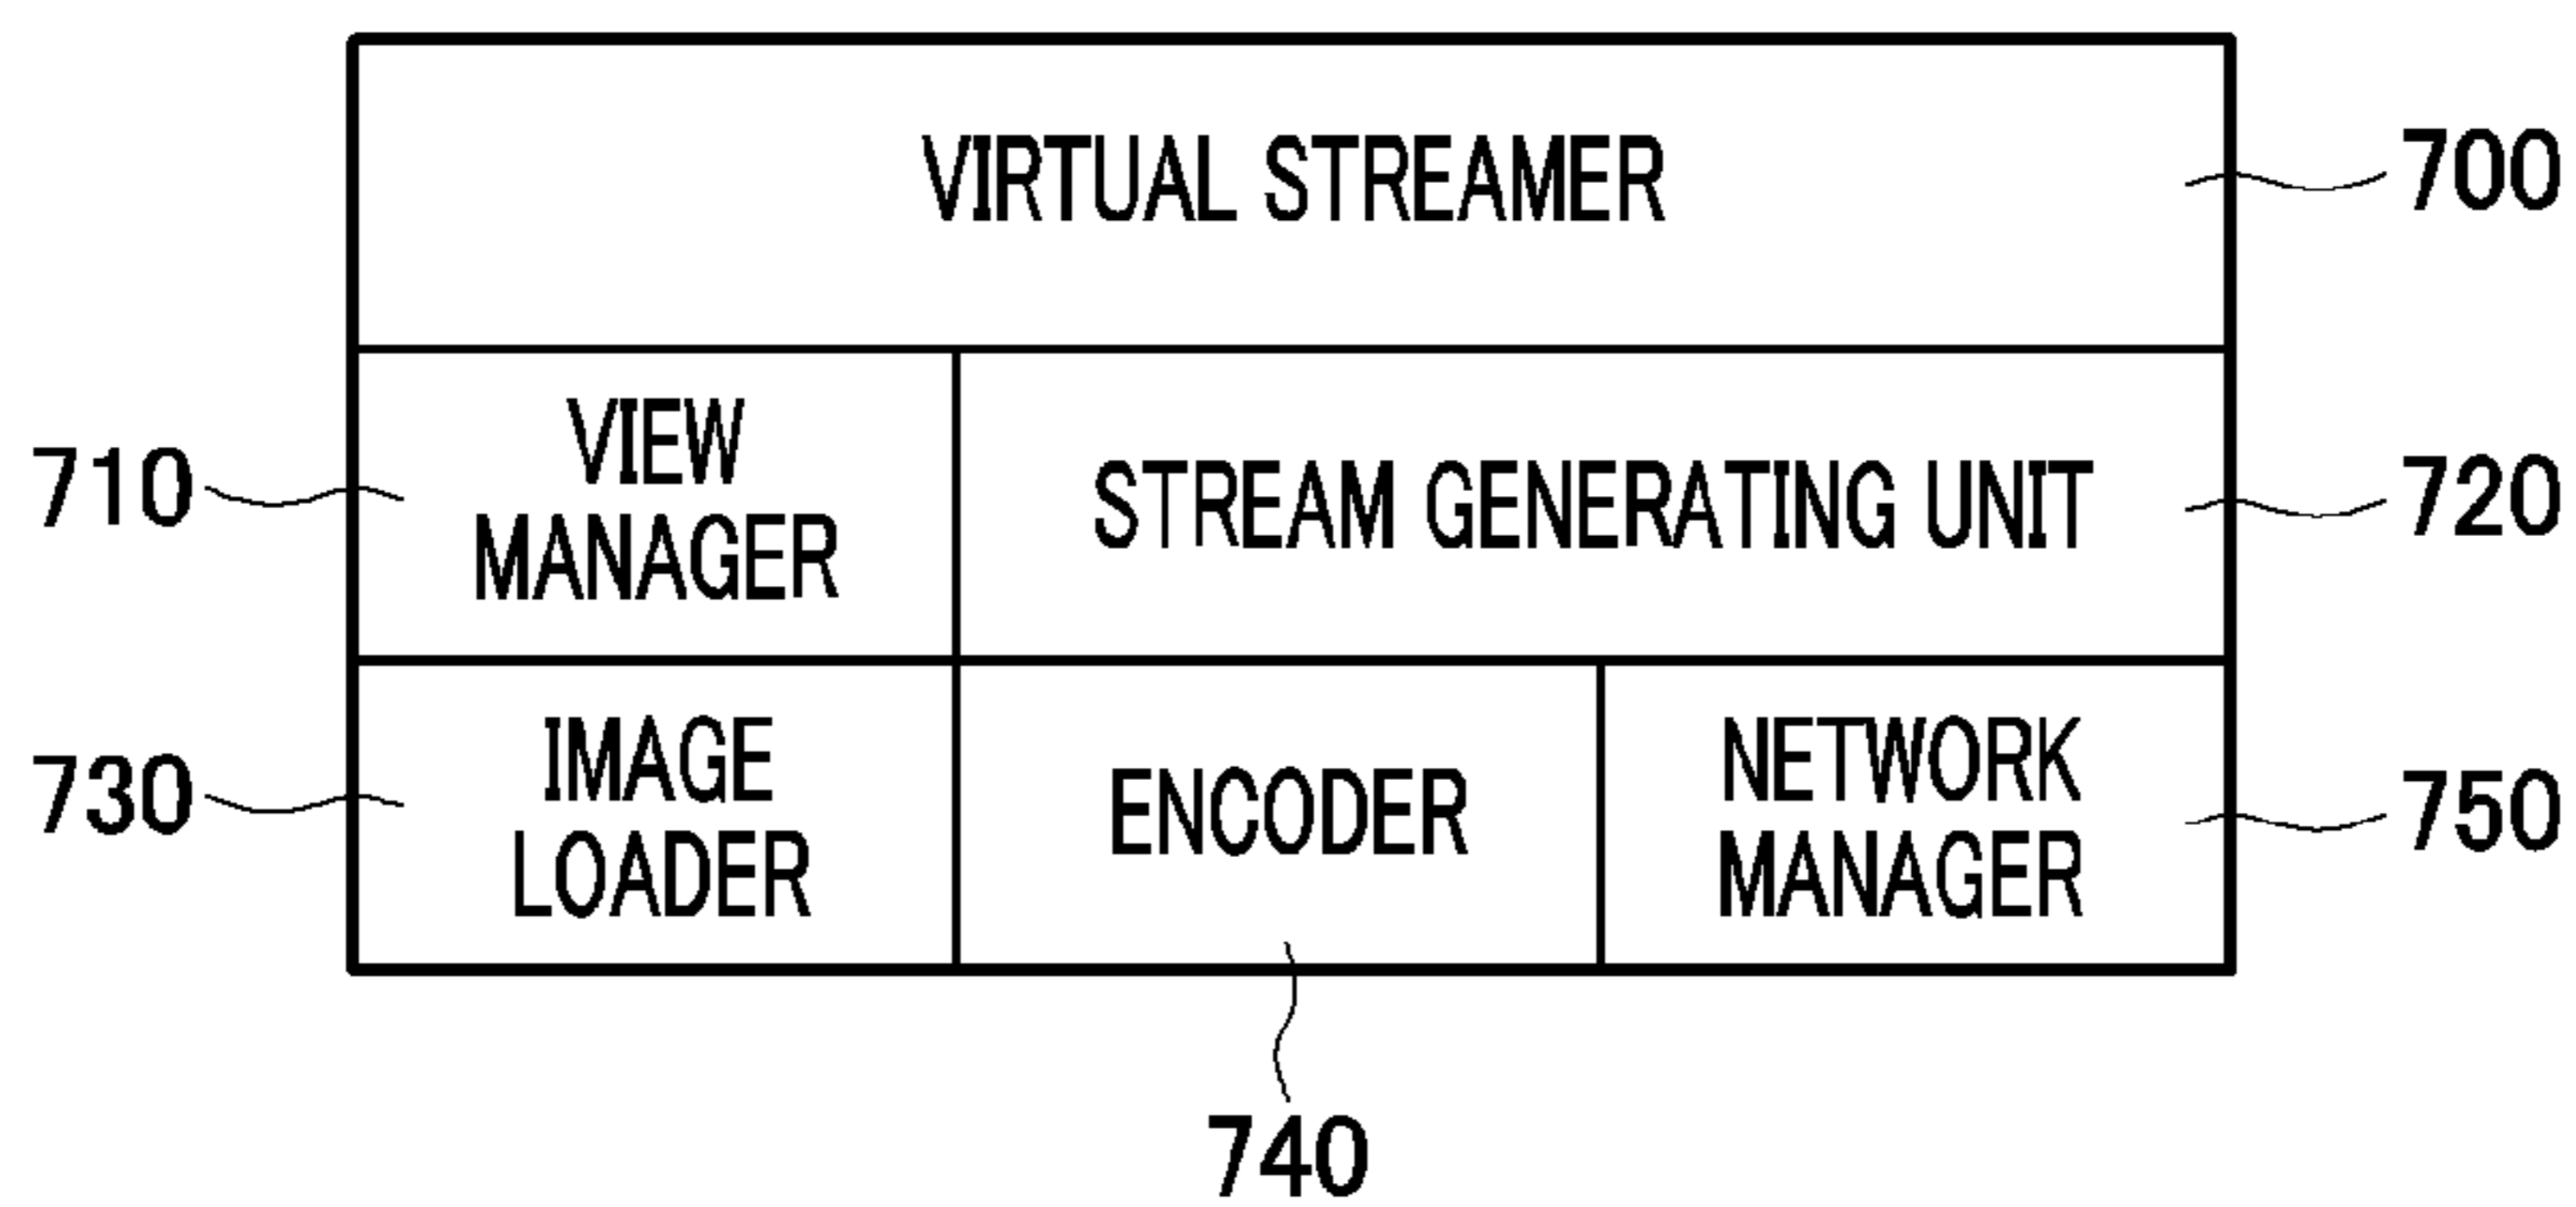 VIRTUAL STREAMER
700
710
VIEW
MANAGER
STREAM GENERATING UNIT
720
730
IMAGE
LOADER
ENCODER
NETWORK
MANAGER
750
740